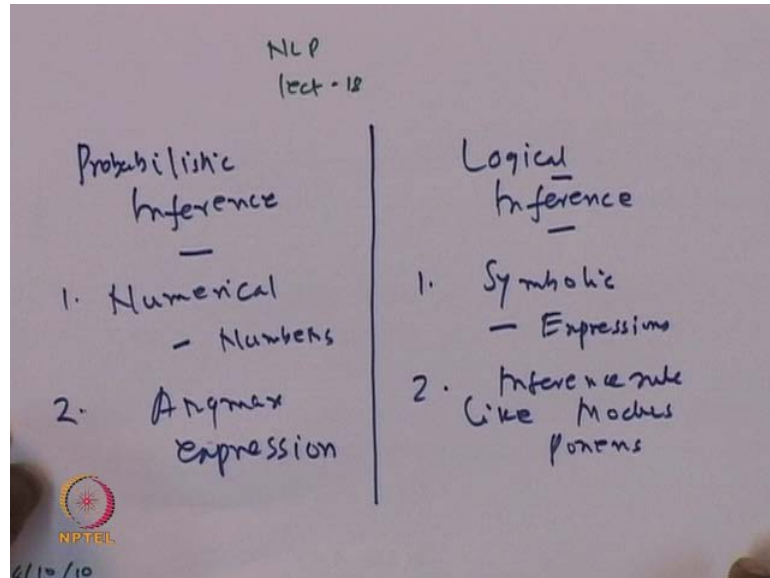 NLP
lect - 18
Probabilistic
Inference
1. Numerical
- Numbers
2. Argmax
expression
Logical
Inference
1. Symbolic
- Expressions
2. Inference rule
like Modus
ponens
NPTEL
/10/10